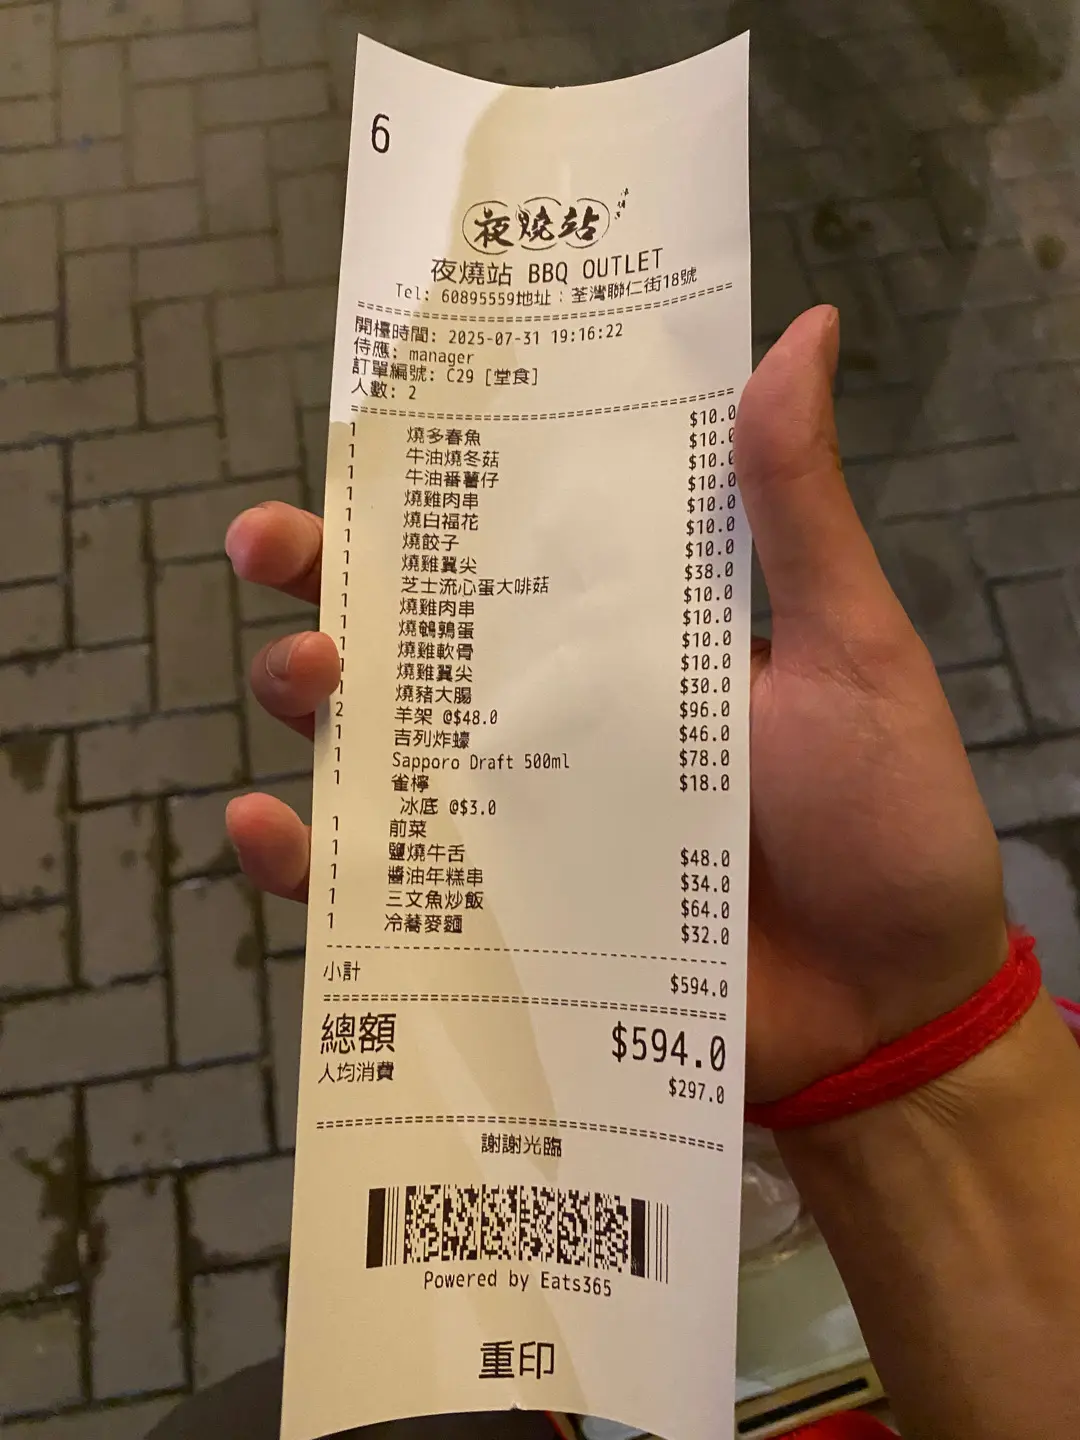 6
夜燒站
夜燒站 BBQ OUTLET
Tel: 60895559地址：荃灣聯仁街18號
開檯時間: 2025-07-31 19:16:22
侍應: manager
訂單編號: C29 [堂食]
人數: 2
1 燒多春魚 $10.0
1 牛油燒冬菇 $10.0
1 牛油番薯仔 $10.0
1 燒雞肉串 $10.0
1 燒白福花 $10.0
1 燒餃子 $10.0
1 燒雞翼尖 $10.0
1 芝士流心蛋大啡菇 $38.0
1 燒雞肉串 $10.0
1 燒鵪鶉蛋 $10.0
1 燒雞軟骨 $10.0
1 燒雞翼尖 $10.0
1 燒豬大腸 $30.0
2 羊架 @$48.0 $96.0
1 吉列炸蠔 $46.0
1 Sapporo Draft 500ml $78.0
1 雀檸 $18.0
冰底 @$3.0
1 前菜
1 鹽燒牛舌 $48.0
1 醬油年糕串 $34.0
1 三文魚炒飯 $64.0
1 冷蕎麥麵 $32.0
小計 $594.0
總額 $594.0
人均消費 $297.0
謝謝光臨
Powered by Eats365
重印